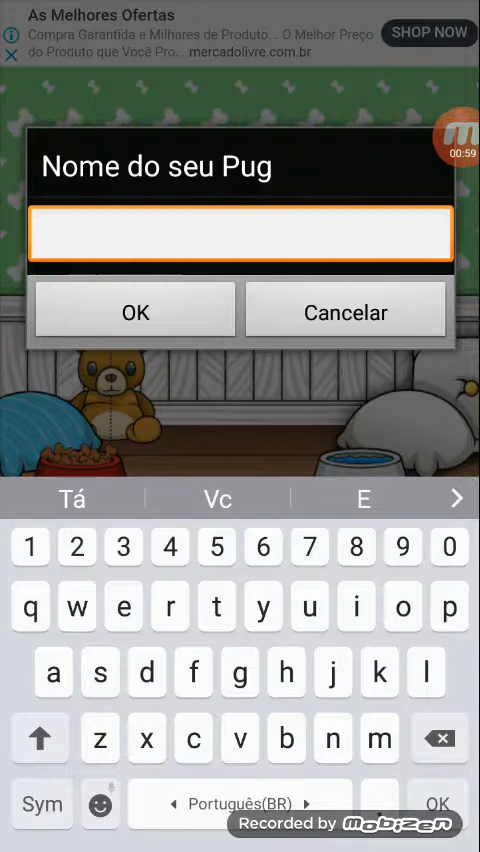 As Melhores Ofertas
Compra Garantida e Milhares de Produto... O Melhor Preço
do Produto que Você Pro... mercadolivre.com.br
SHOP NOW
00:59
Nome do seu Pug
OK
Cancelar
Tá
Vc
E
1 2 3 4 5 6 7 8 9 0
q w e r t y u i o p
a s d f g h j k l
z x c v b n m
Sym
Português(BR)
.
OK
Recorded by mobizen